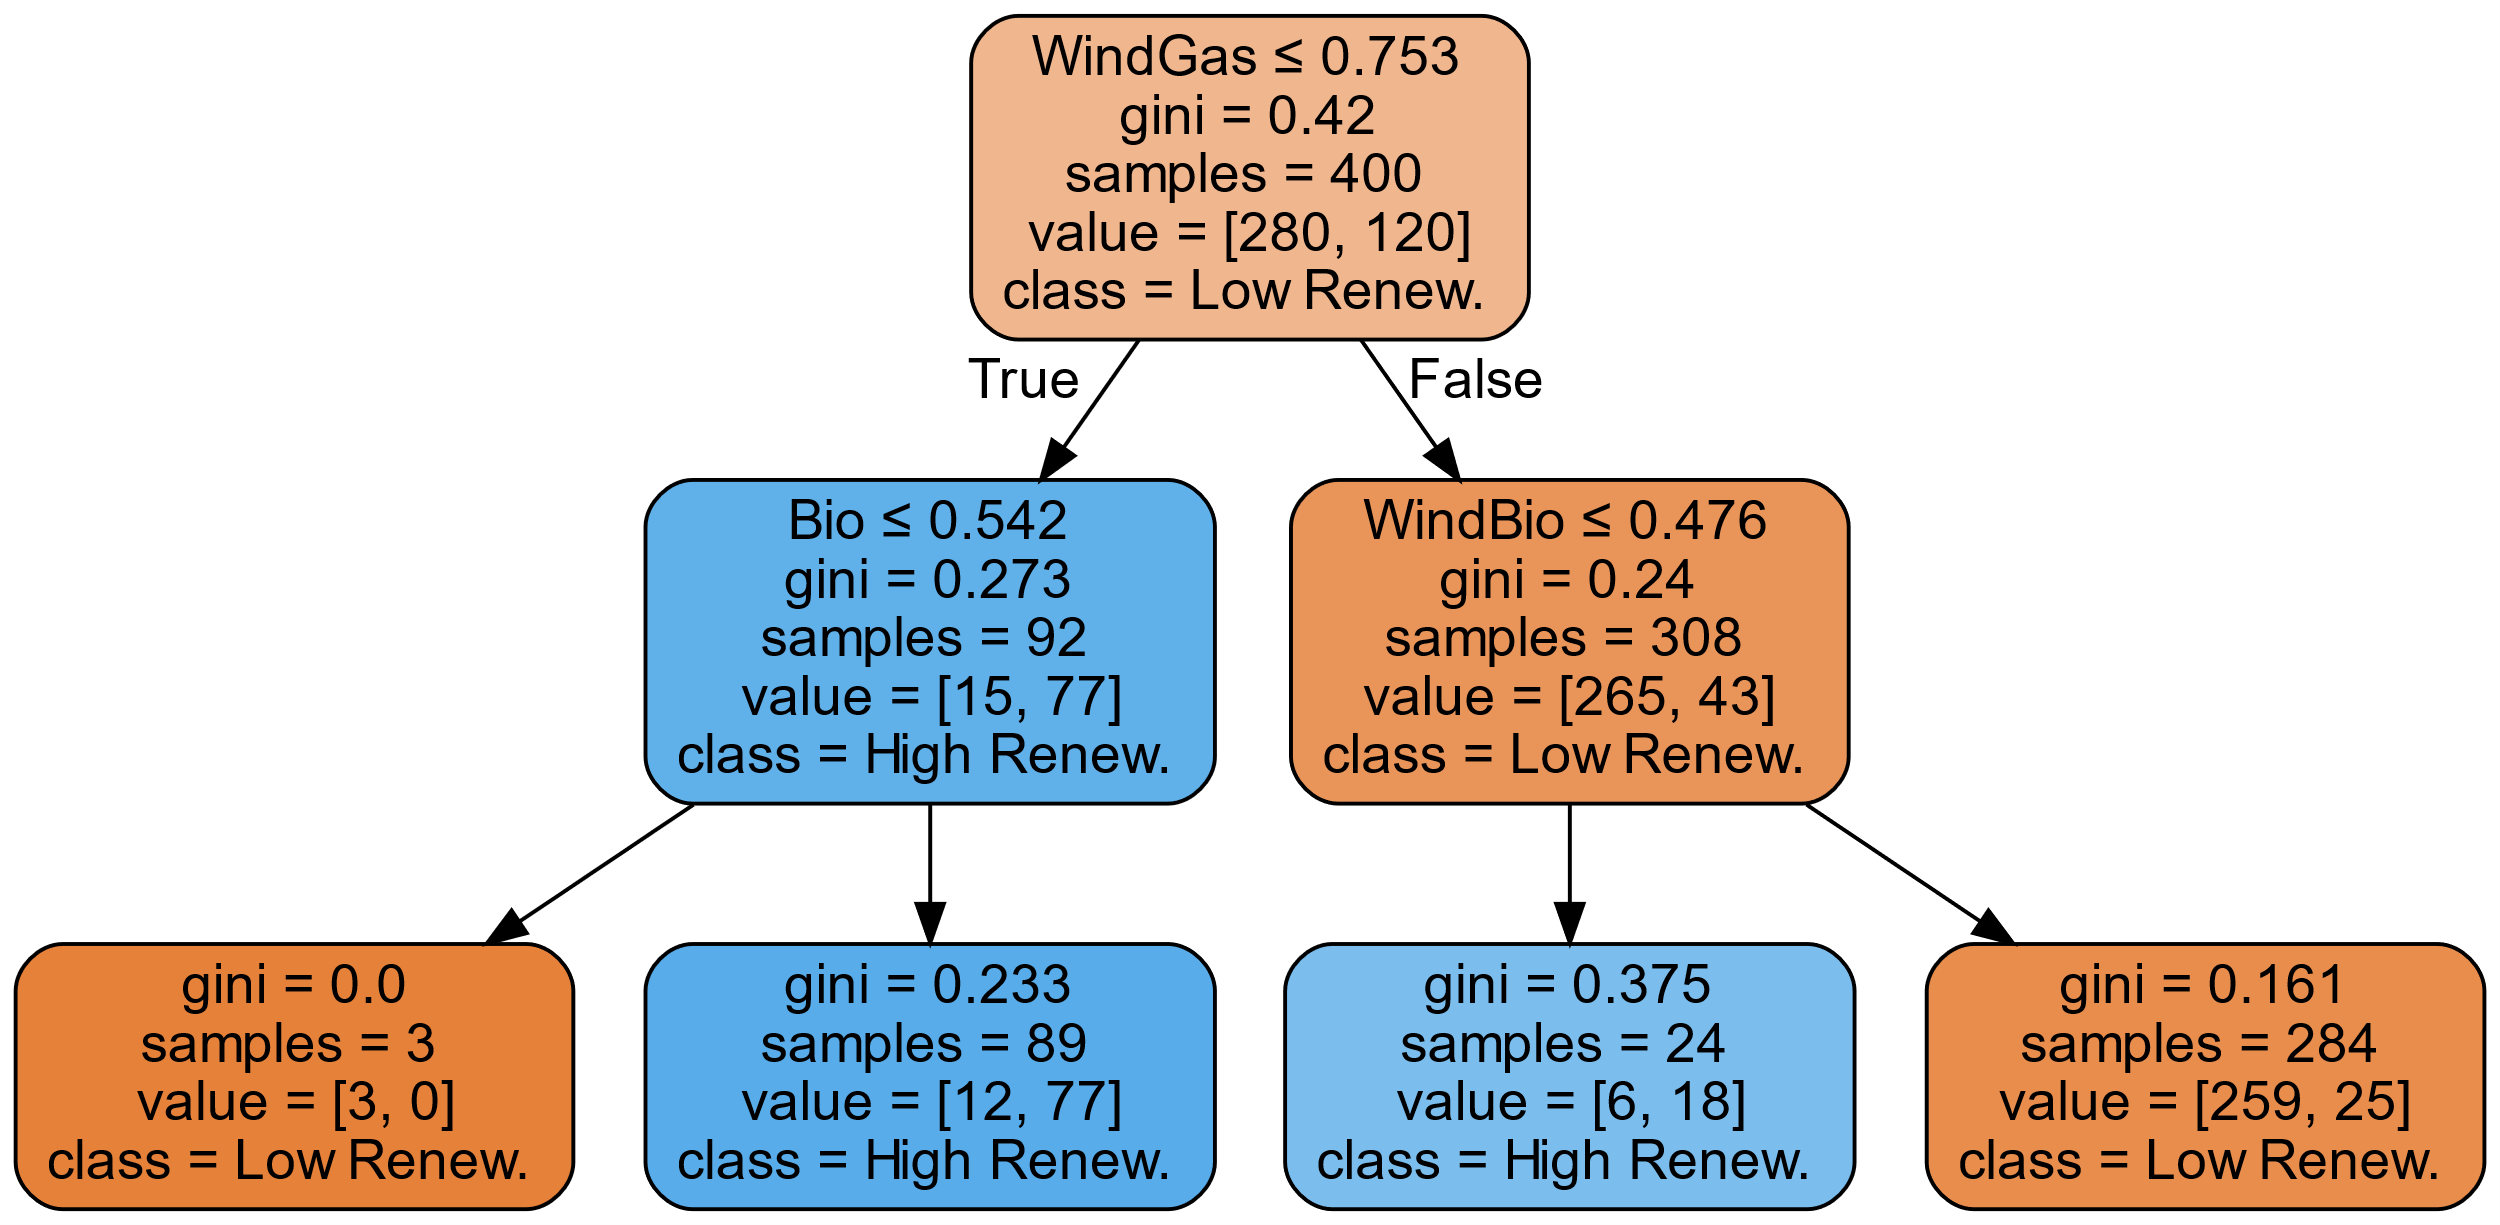 WindGas ≤ 0.753
gini = 0.42
samples = 400
value = [280, 120]
class = Low Renew.
True
False
Bio ≤ 0.542
gini = 0.273
samples = 92
value = [15, 77]
class = High Renew.
WindBio ≤ 0.476
gini = 0.24
samples = 308
value = [265, 43]
class = Low Renew.
gini = 0.0
samples = 3
value = [3, 0]
class = Low Renew.
gini = 0.233
samples = 89
value = [12, 77]
class = High Renew.
gini = 0.375
samples = 24
value = [6, 18]
class = High Renew.
gini = 0.161
samples = 284
value = [259, 25]
class = Low Renew.